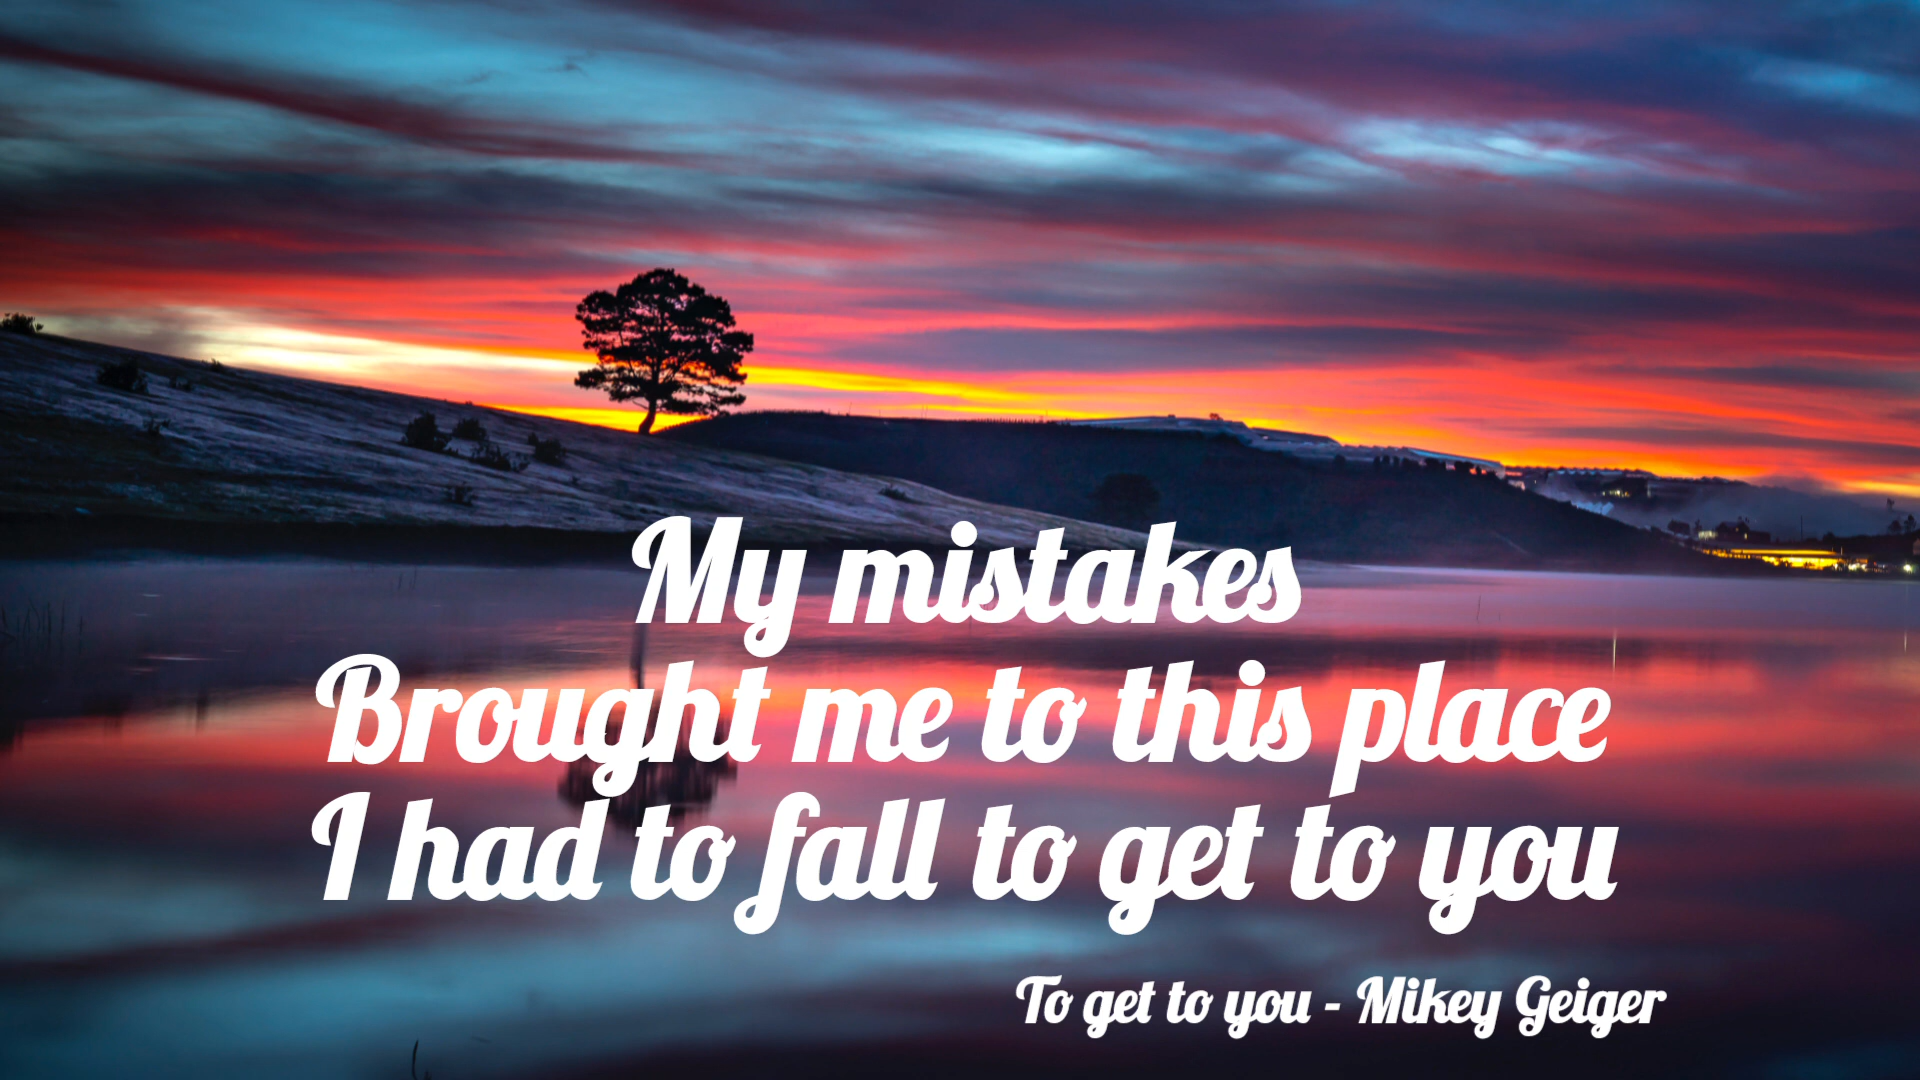 My mistakes
Brought me to this place
I had to fall to get to you
To get to you - Mikey Geiger